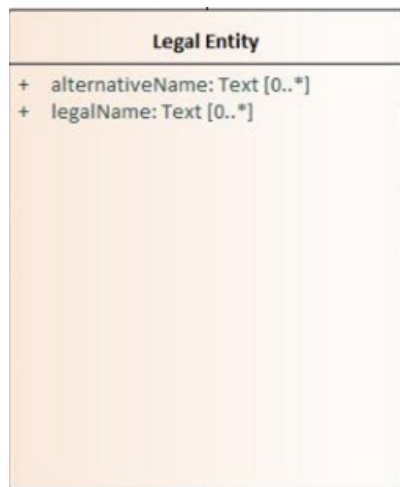 Legal Entity
+ alternativeName: Text [0..*]
+ legalName: Text [0..*]